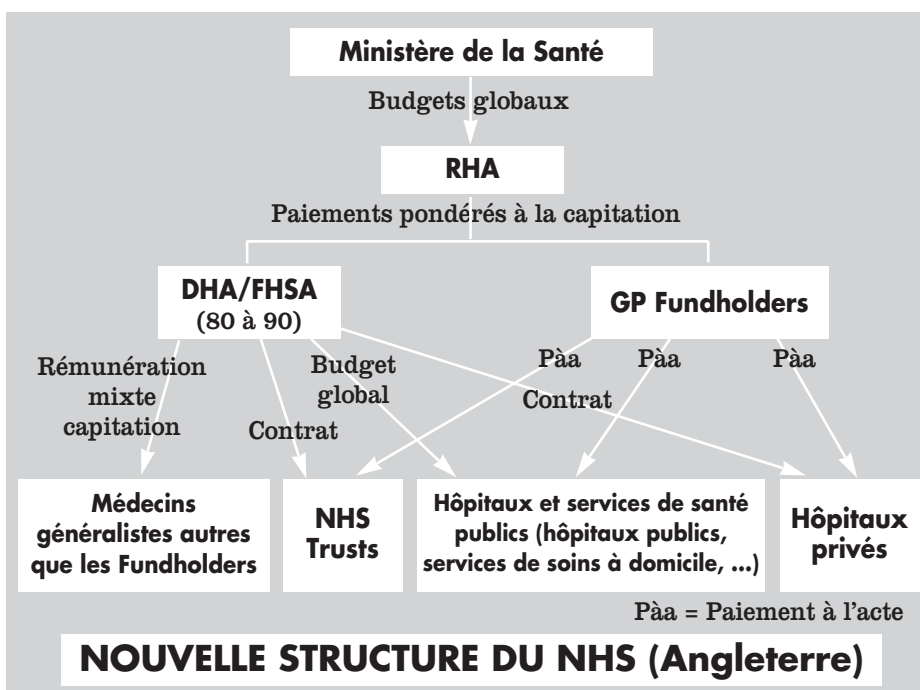 Ministère de la Santé
Budgets globaux
RHA
Paiements pondérés à la capitation
DHA/FHSA
(80 à 90)
GP Fundholders
Rémunération
mixte
capitation
Contrat
Budget
global
Pàa
Contrat
Pàa
Pàa
Médecins
généralistes autres
que les Fundholders
NHS
Trusts
Hôpitaux et services de santé
publics (hôpitaux publics,
services de soins à domicile, ...)
Hôpitaux
privés
Pàa = Paiement à l'acte
NOUVELLE STRUCTURE DU NHS (Angleterre)